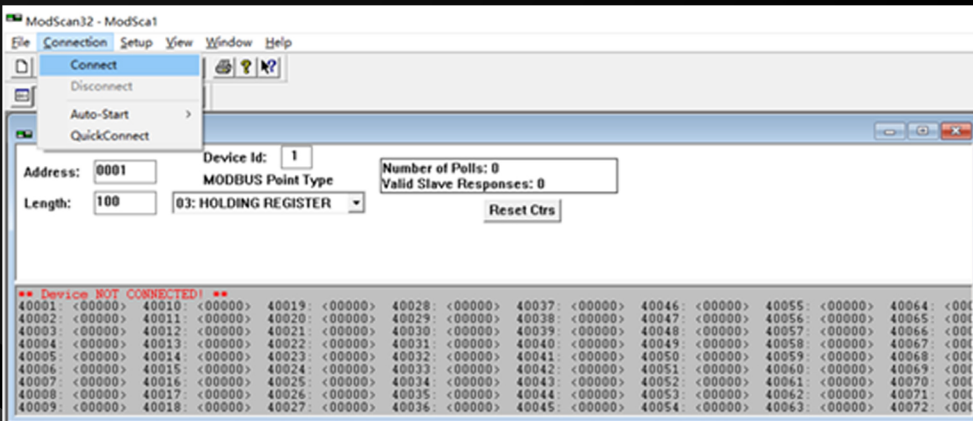 ModScan32 - ModSca1
File Connection Setup View Window Help
Connect
Disconnect
Auto-Start
QuickConnect
Address: 0001
Device Id: 1
MODBUS Point Type
Length: 100
03: HOLDING REGISTER
Number of Polls: 0
Valid Slave Responses: 0
Reset Ctrs
** Device NOT CONNECTED! **
40001: <00000> 40010: <00000> 40019: <00000> 40028: <00000> 40037: <00000> 40046: <00000> 40055: <00000> 40064: <000
40002: <00000> 40011: <00000> 40020: <00000> 40029: <00000> 40038: <00000> 40047: <00000> 40056: <00000> 40065: <000
40003: <00000> 40012: <00000> 40021: <00000> 40030: <00000> 40039: <00000> 40048: <00000> 40057: <00000> 40066: <000
40004: <00000> 40013: <00000> 40022: <00000> 40031: <00000> 40040: <00000> 40049: <00000> 40058: <00000> 40067: <000
40005: <00000> 40014: <00000> 40023: <00000> 40032: <00000> 40041: <00000> 40050: <00000> 40059: <00000> 40068: <000
40006: <00000> 40015: <00000> 40024: <00000> 40033: <00000> 40042: <00000> 40051: <00000> 40060: <00000> 40069: <000
40007: <00000> 40016: <00000> 40025: <00000> 40034: <00000> 40043: <00000> 40052: <00000> 40061: <00000> 40070: <000
40008: <00000> 40017: <00000> 40026: <00000> 40035: <00000> 40044: <00000> 40053: <00000> 40062: <00000> 40071: <000
40009: <00000> 40018: <00000> 40027: <00000> 40036: <00000> 40045: <00000> 40054: <00000> 40063: <00000> 40072: <000